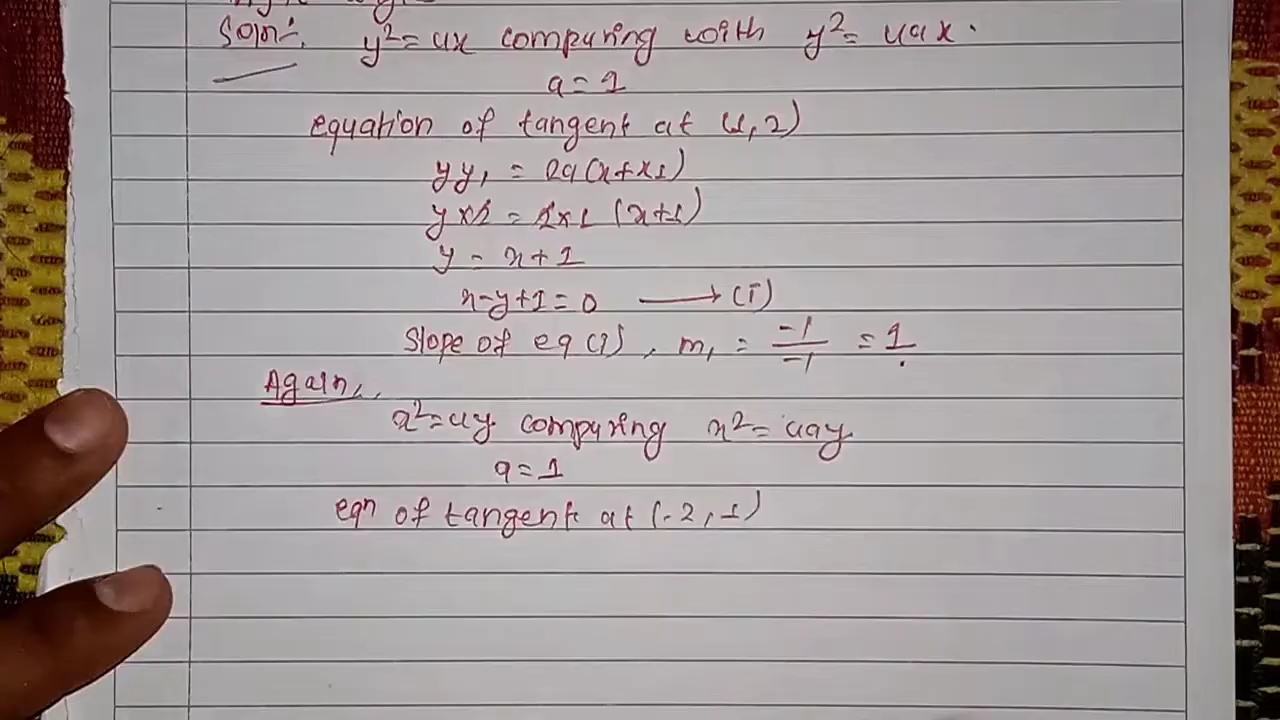 Soln:- y² = 4x comparing with y² = 4ax.
a = 1
equation of tangent at (1, 2)
yy₁ = 2a(x+x₁)
y×2 = 2×1 (x+1)
y = x+1
x-y+1=0 → (i)
Slope of eq (i), m₁ = -1/-1 = 1
Again,,
x²=4y comparing x²=4ay
a=1
eqn of tangent at (-2, 1)